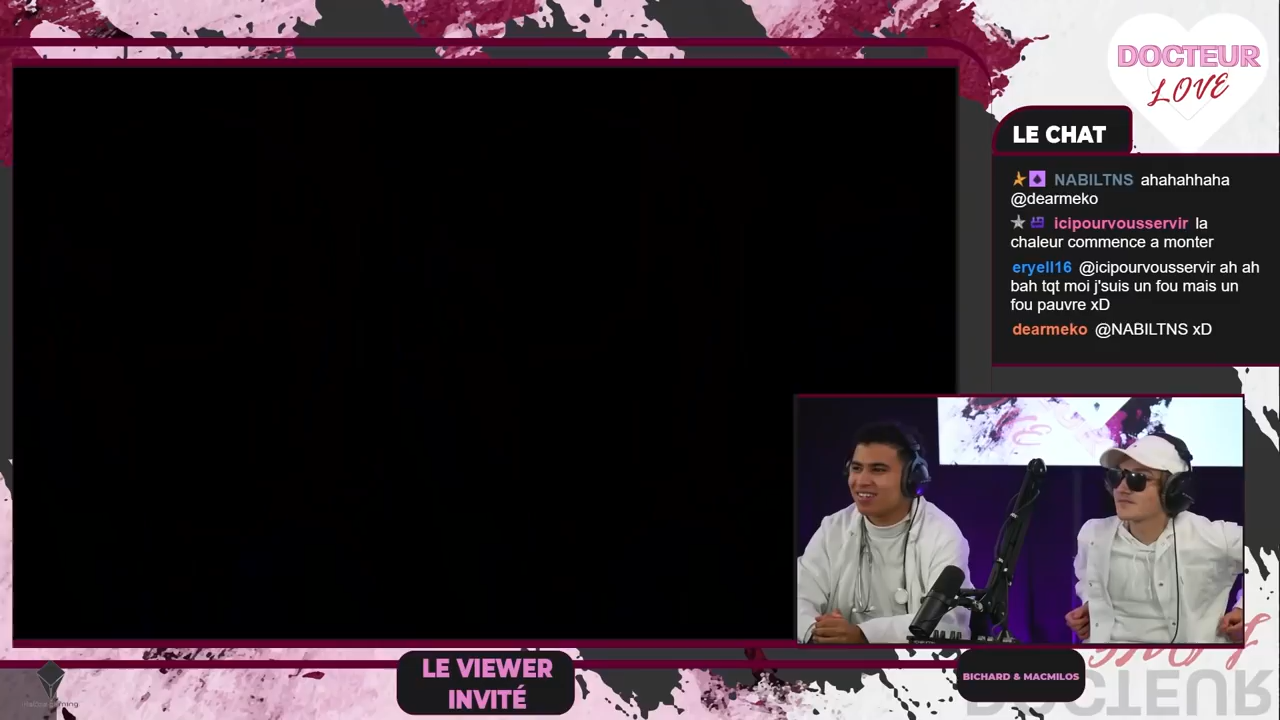 DOCTEUR
LOVE
LE CHAT
NABILTNS ahahahhaha
@dearmeko
icipourvousservir la
chaleur commence a monter
eryell16 @icipourvousservir ah ah
bah tqt moi j'suis un fou mais un
fou pauvre xD
dearmeko @NABILTNS xD
LE VIEWER
INVITÉ
BICHARD & MACMILOS
DOCTEUR